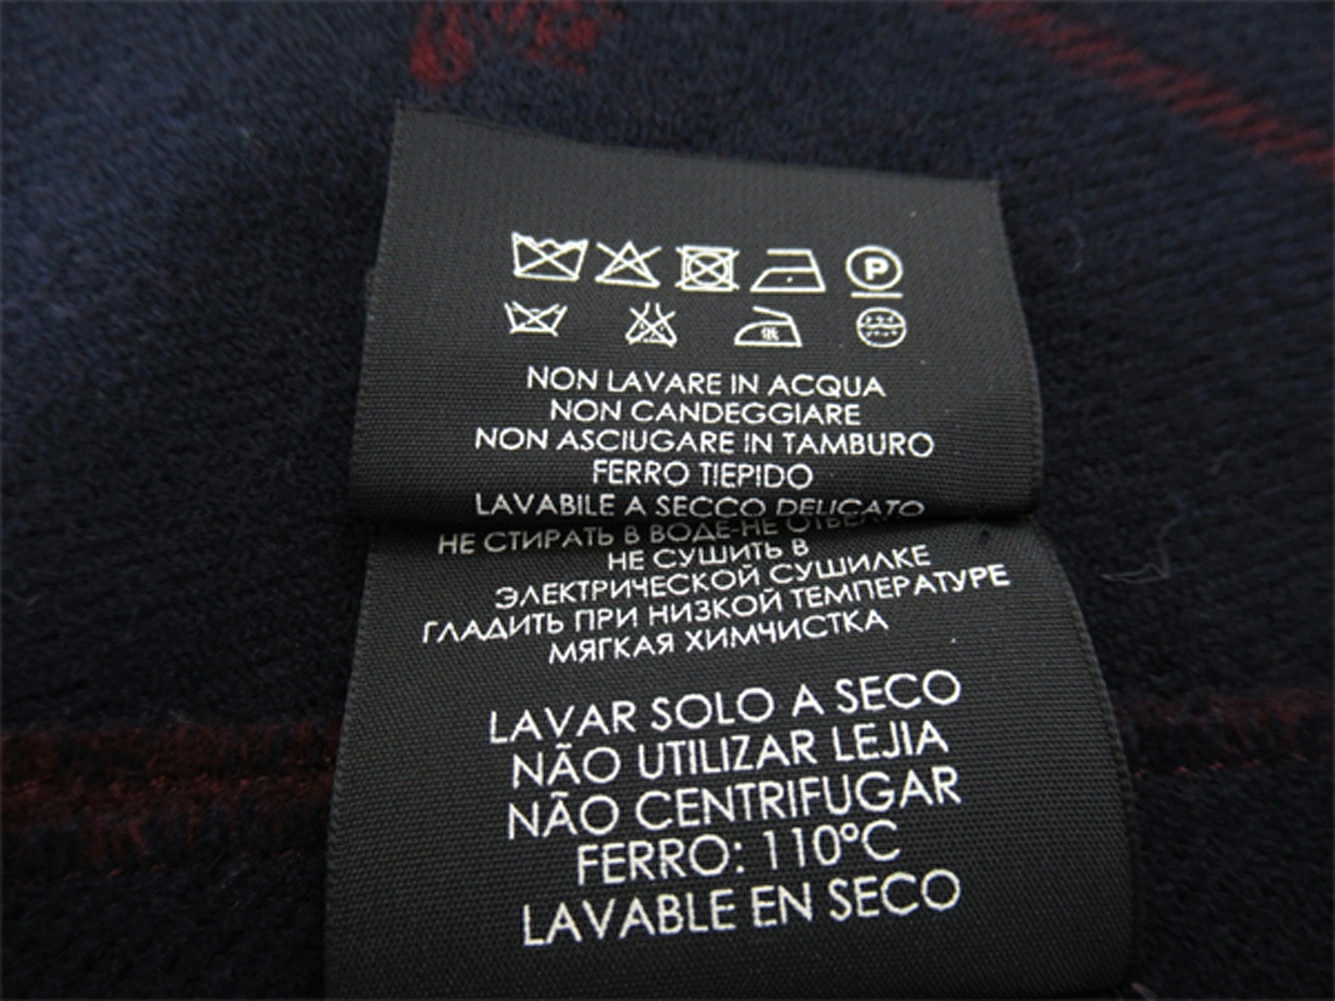 P
NON LAVARE IN ACQUA
NON CANDEGGIARE
NON ASCIUGARE IN TAMBURO
FERRO TIEPIDO
LAVABILE A SECCO DELICATO
НЕ СТИРАТЬ В ВОДЕ-НЕ
НЕ СУШИТЬ В
ЭЛЕКТРИЧЕСКОЙ СУШИЛКЕ
ГЛАДИТЬ ПРИ НИЗКОЙ ТЕМПЕРАТУРЕ
МЯГКАЯ ХИМЧИСТКА
LAVAR SOLO A SECO
NÃO UTILIZAR LEJIA
NÃO CENTRIFUGAR
FERRO: 110ºC
LAVABLE EN SECO